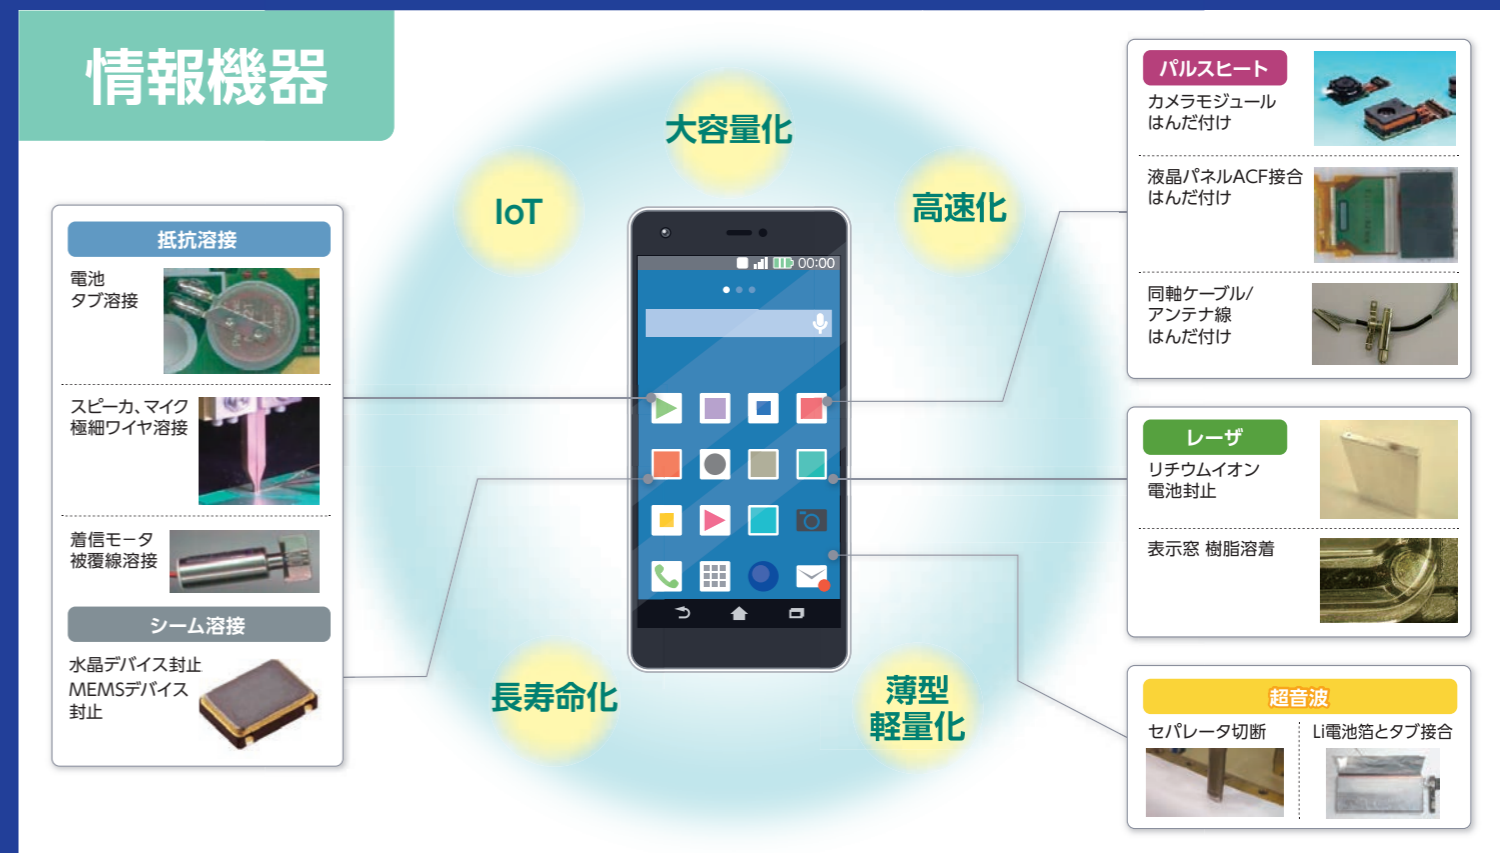 情報機器
大容量化
IoT
高速化
長寿命化
薄型
軽量化
00:00
抵抗溶接
電池
タブ溶接
スピーカ、マイク
極細ワイヤ溶接
着信モータ
被覆線溶接
シーム溶接
水晶デバイス封止
MEMSデバイス
封止
パルスヒート
カメラモジュール
はんだ付け
液晶パネルACF接合
はんだ付け
同軸ケーブル/
アンテナ線
はんだ付け
レーザ
リチウムイオン
電池封止
表示窓 樹脂溶着
超音波
セパレータ切断
Li電池箔とタブ接合